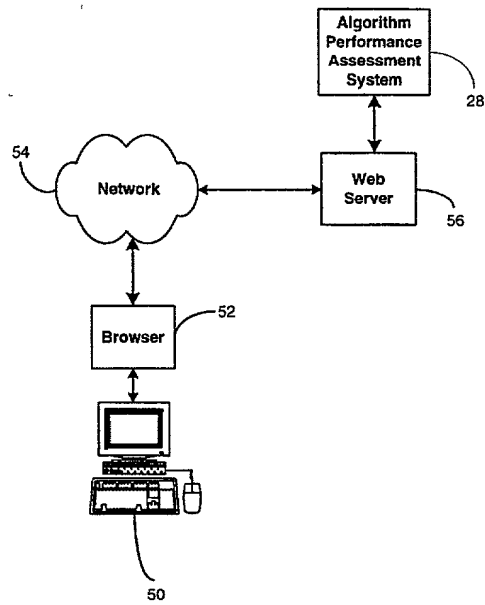 Algorithm
Performance
Assessment
System
28
54
Network
Web
Server
56
52
Browser
50